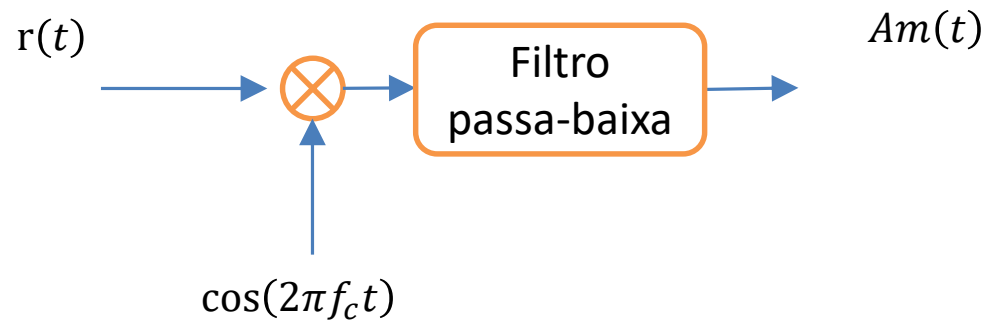 r(t)
Am(t)
Filtro
passa-baixa
cos(2πf_c t)